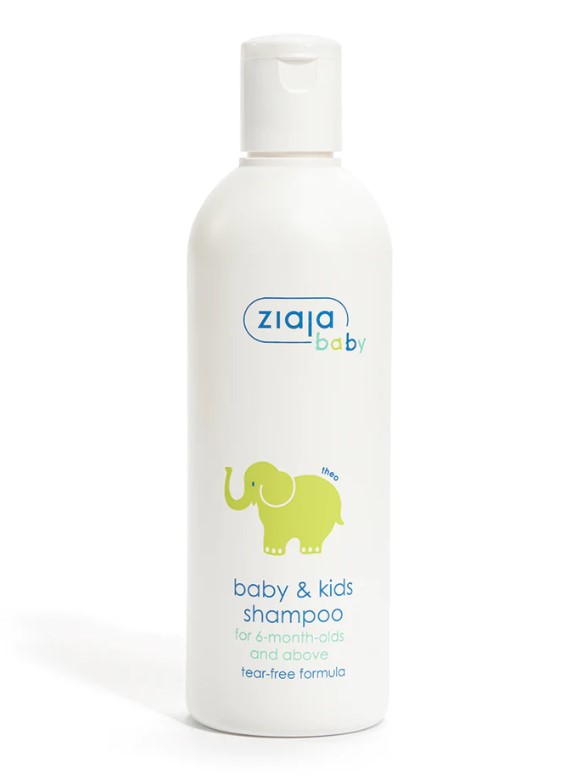 ziaja
baby
theo
baby & kids
shampoo
for 6-month-olds
and above
tear-free formula